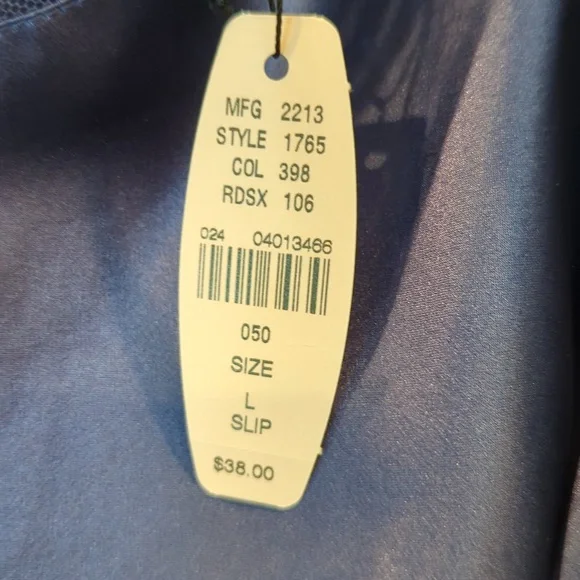 MFG 2213
STYLE 1765
COL 398
RDSX 106
024 04013466
050
SIZE
L
SLIP
$38.00